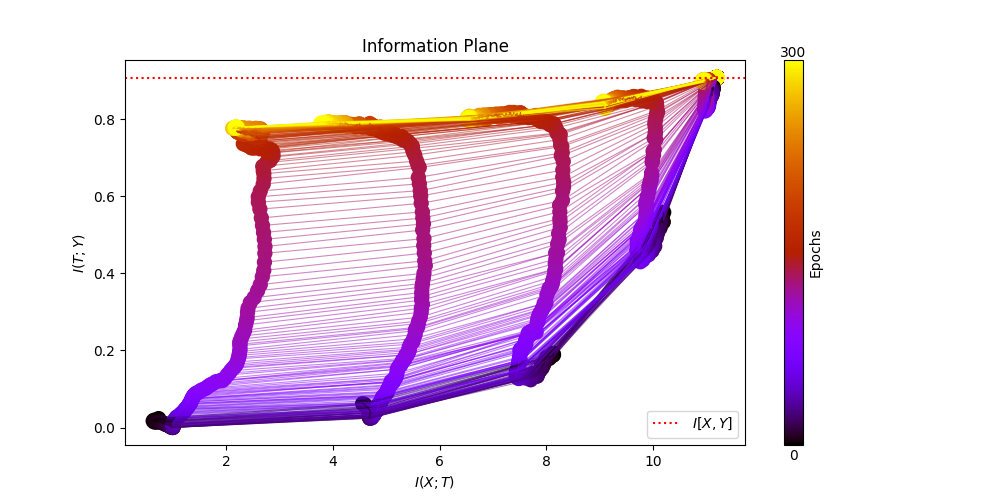 Information Plane
300
0.8
0.6
0.4
0.2
0.0
I(T; Y)
2
4
6
8
10
I(X; T)
I[X, Y]
Epochs
0